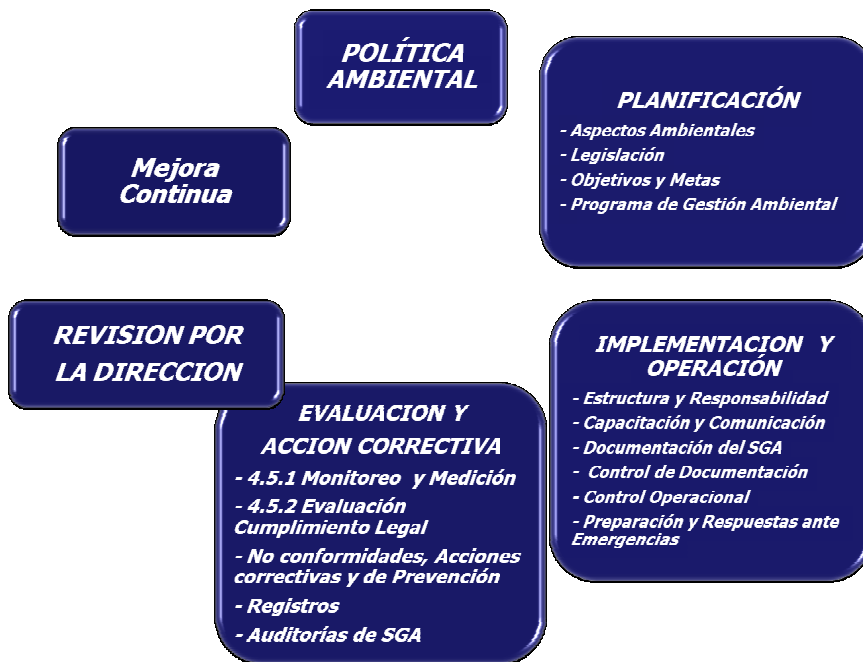 POLÍTICA
AMBIENTAL
PLANIFICACIÓN
- Aspectos Ambientales
- Legislación
- Objetivos y Metas
- Programa de Gestión Ambiental
Mejora
Continua
REVISION POR
LA DIRECCION
IMPLEMENTACION Y
OPERACIÓN
- Estructura y Responsabilidad
- Capacitación y Comunicación
- Documentación del SGA
- Control de Documentación
- Control Operacional
- Preparación y Respuestas ante
Emergencias
EVALUACION Y
ACCION CORRECTIVA
- 4.5.1 Monitoreo y Medición
- 4.5.2 Evaluación
Cumplimiento Legal
- No conformidades, Acciones
correctivas y de Prevención
- Registros
- Auditorías de SGA